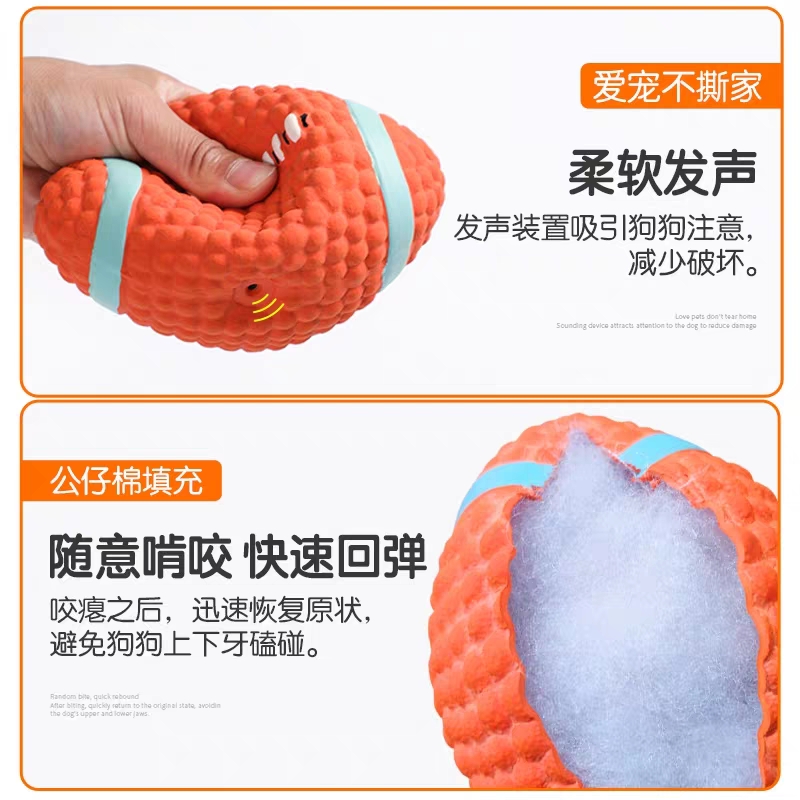 爱宠不撕家
柔软发声
发声装置吸引狗狗注意，
减少破坏。
Love pets don't tear home
Sounding device attracts attention to the dog to reduce damage
公仔棉填充
随意啃咬 快速回弹
咬瘪之后，迅速恢复原状，
避免狗狗上下牙磕碰。
Random bite, quick rebound
After biting, quickly return to the original state, avoidin
the dog's upper and lower jaws.